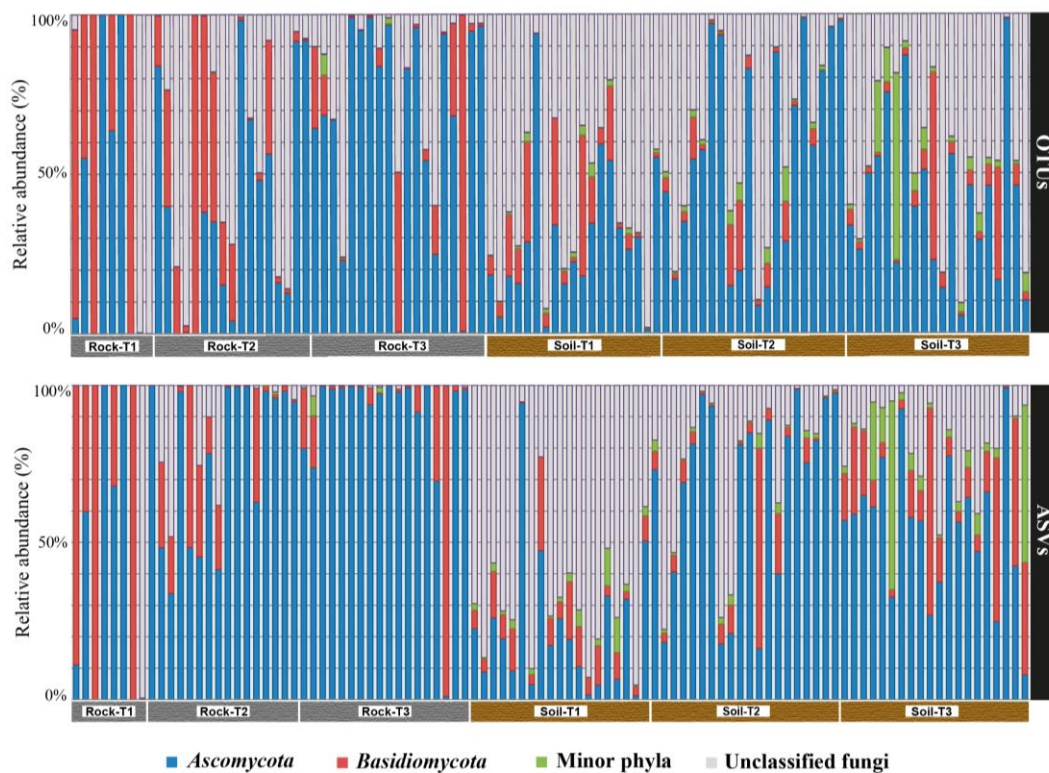 100%
50%
0%
Relative abundance (%)
OTUs
Rock-T1 Rock-T2 Rock-T3 Soil-T1 Soil-T2 Soil-T3
100%
50%
0%
Relative abundance (%)
ASVs
Rock-T1 Rock-T2 Rock-T3 Soil-T1 Soil-T2 Soil-T3
Ascomycota Basidiomycota Minor phyla Unclassified fungi